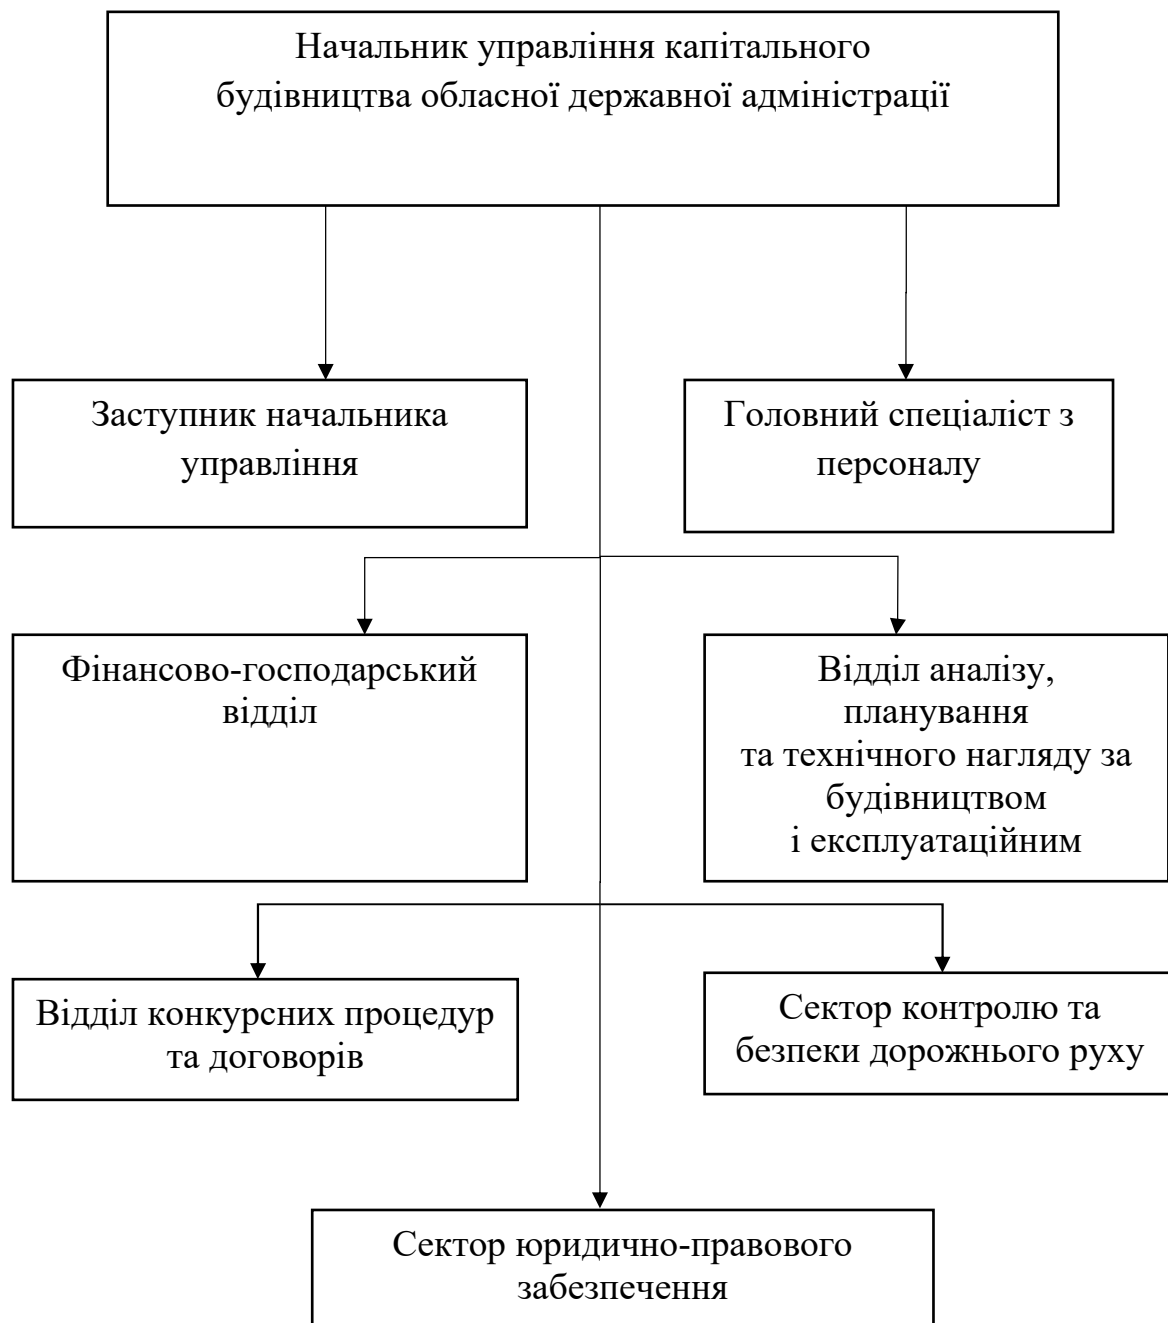 Начальник управління капітального
будівництва обласної державної адміністрації
Заступник начальника
управління
Головний спеціаліст з
персоналу
Фінансово-господарський
відділ
Відділ аналізу,
планування
та технічного нагляду за
будівництвом
і експлуатаційним
Відділ конкурсних процедур
та договорів
Сектор контролю та
безпеки дорожнього руху
Сектор юридично-правового
забезпечення